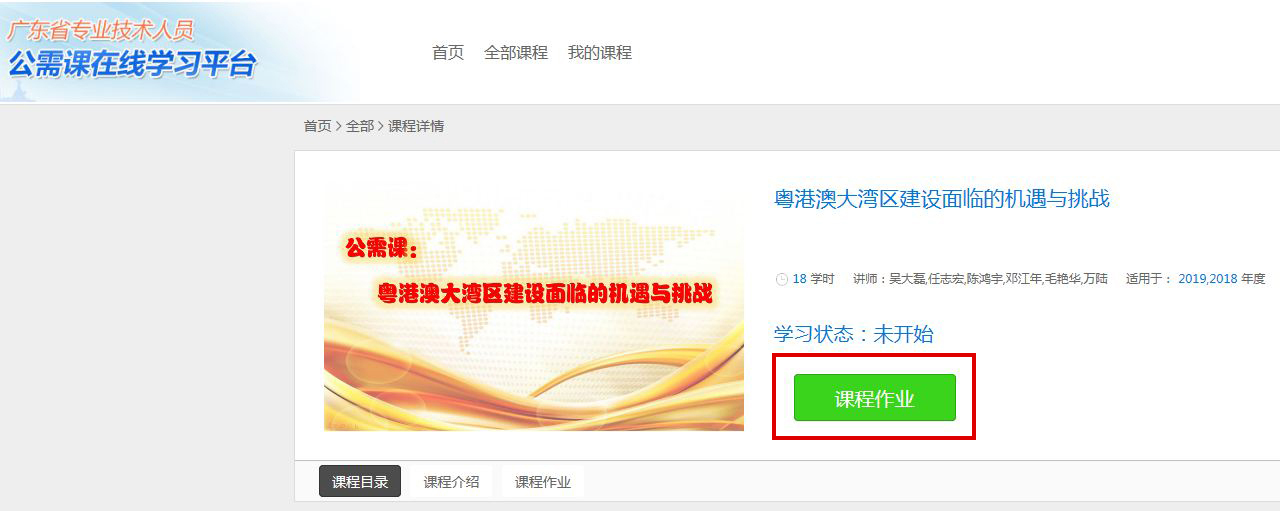 广东省专业技术人员
公需课在线学习平台
首页 全部课程 我的课程
首页 > 全部 > 课程详情
公需课：
粤港澳大湾区建设面临的机遇与挑战
粤港澳大湾区建设面临的机遇与挑战
18 学时 讲师：吴大磊,任志宏,陈鸿宇,邓江年,毛艳华,万陆 适用于： 2019,2018 年度
学习状态：未开始
课程作业
课程目录 课程介绍 课程作业